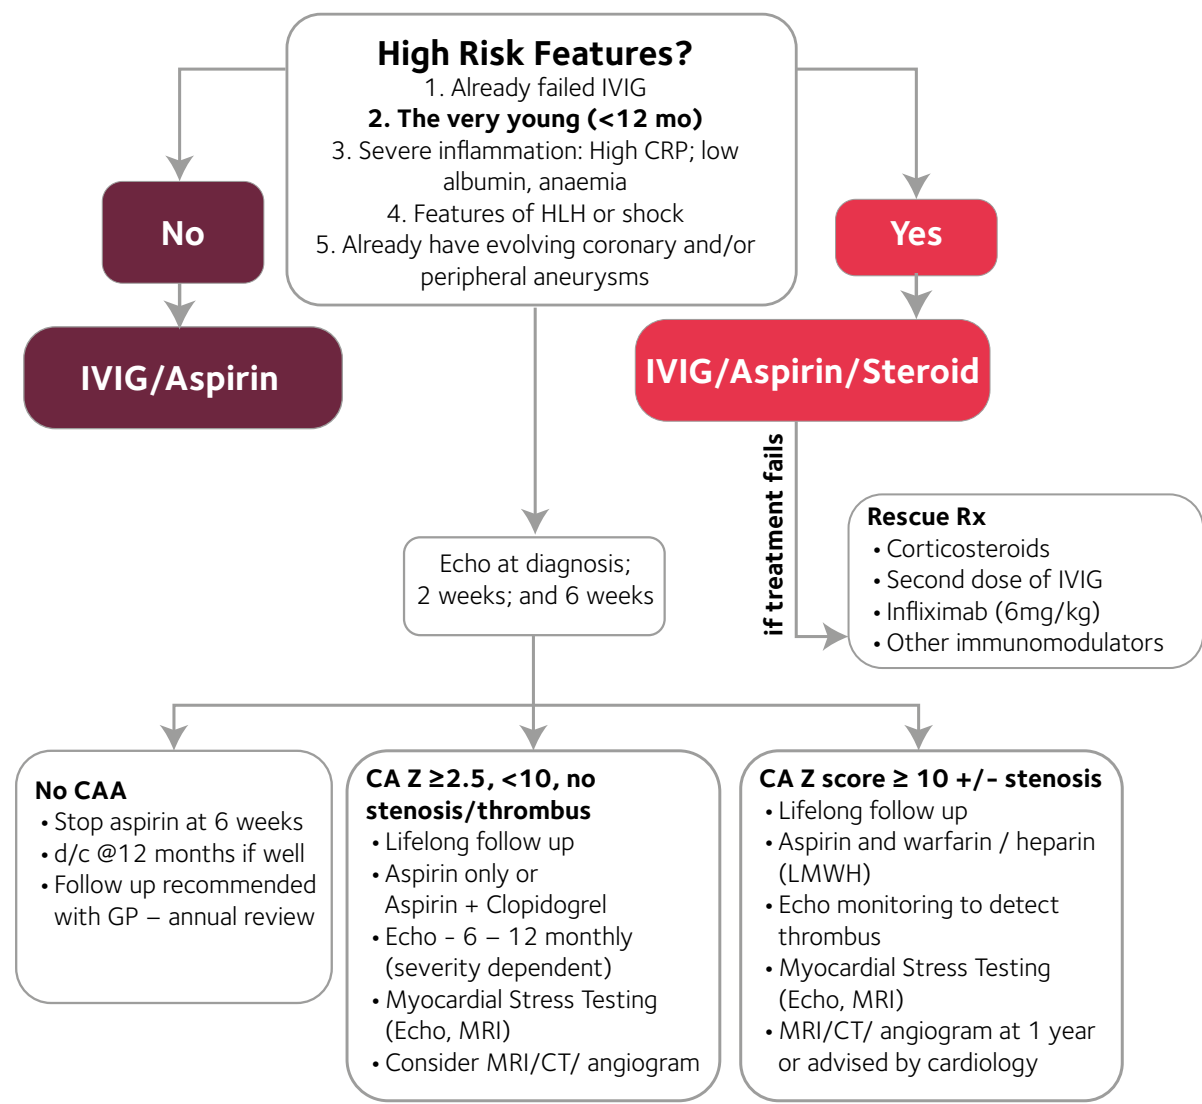 High Risk Features?
1. Already failed IVIG
2. The very young (<12 mo)
3. Severe inflammation: High CRP; low
albumin, anaemia
4. Features of HLH or shock
5. Already have evolving coronary and/or
peripheral aneurysms
No
Yes
IVIG/Aspirin
IVIG/Aspirin/Steroid
if treatment fails
Rescue Rx
• Corticosteroids
• Second dose of IVIG
• Infliximab (6mg/kg)
• Other immunomodulators
Echo at diagnosis;
2 weeks; and 6 weeks
No CAA
• Stop aspirin at 6 weeks
• d/c @12 months if well
• Follow up recommended
with GP – annual review
CA Z ≥2.5, <10, no
stenosis/thrombus
• Lifelong follow up
• Aspirin only or
Aspirin + Clopidogrel
• Echo - 6 – 12 monthly
(severity dependent)
• Myocardial Stress Testing
(Echo, MRI)
• Consider MRI/CT/ angiogram
CA Z score ≥ 10 +/- stenosis
• Lifelong follow up
• Aspirin and warfarin / heparin
(LMWH)
• Echo monitoring to detect
thrombus
• Myocardial Stress Testing
(Echo, MRI)
• MRI/CT/ angiogram at 1 year
or advised by cardiology